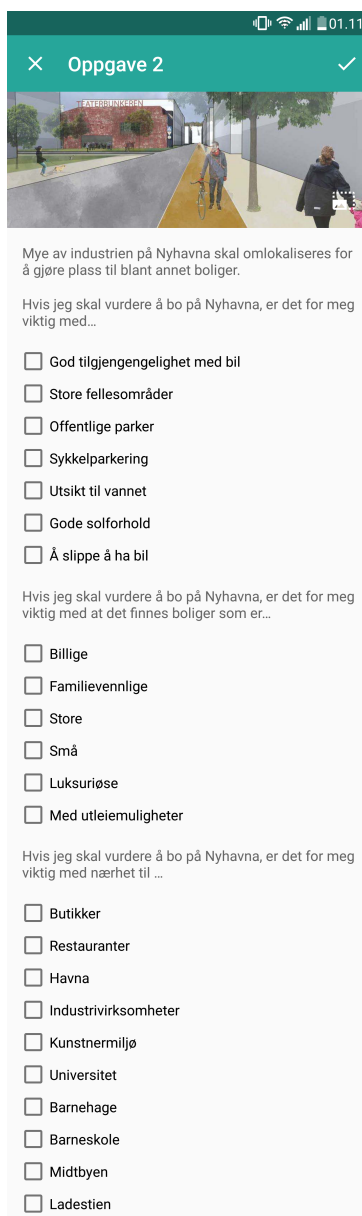 01.11
Oppgave 2
TEATERBUNKEREN
Mye av industrien på Nyhavna skal omlokaliseres for
å gjøre plass til blant annet boliger.
Hvis jeg skal vurdere å bo på Nyhavna, er det for meg
viktig med…
God tilgjengengelighet med bil
Store fellesområder
Offentlige parker
Sykkelparkering
Utsikt til vannet
Gode solforhold
Å slippe å ha bil
Hvis jeg skal vurdere å bo på Nyhavna, er det for meg
viktig med at det finnes boliger som er…
Billige
Familievennlige
Store
Små
Luksuriøse
Med utleiemuligheter
Hvis jeg skal vurdere å bo på Nyhavna, er det for meg
viktig med nærhet til …
Butikker
Restauranter
Havna
Industrivirksomheter
Kunstnermiljø
Universitet
Barnehage
Barneskole
Midtbyen
Ladestien